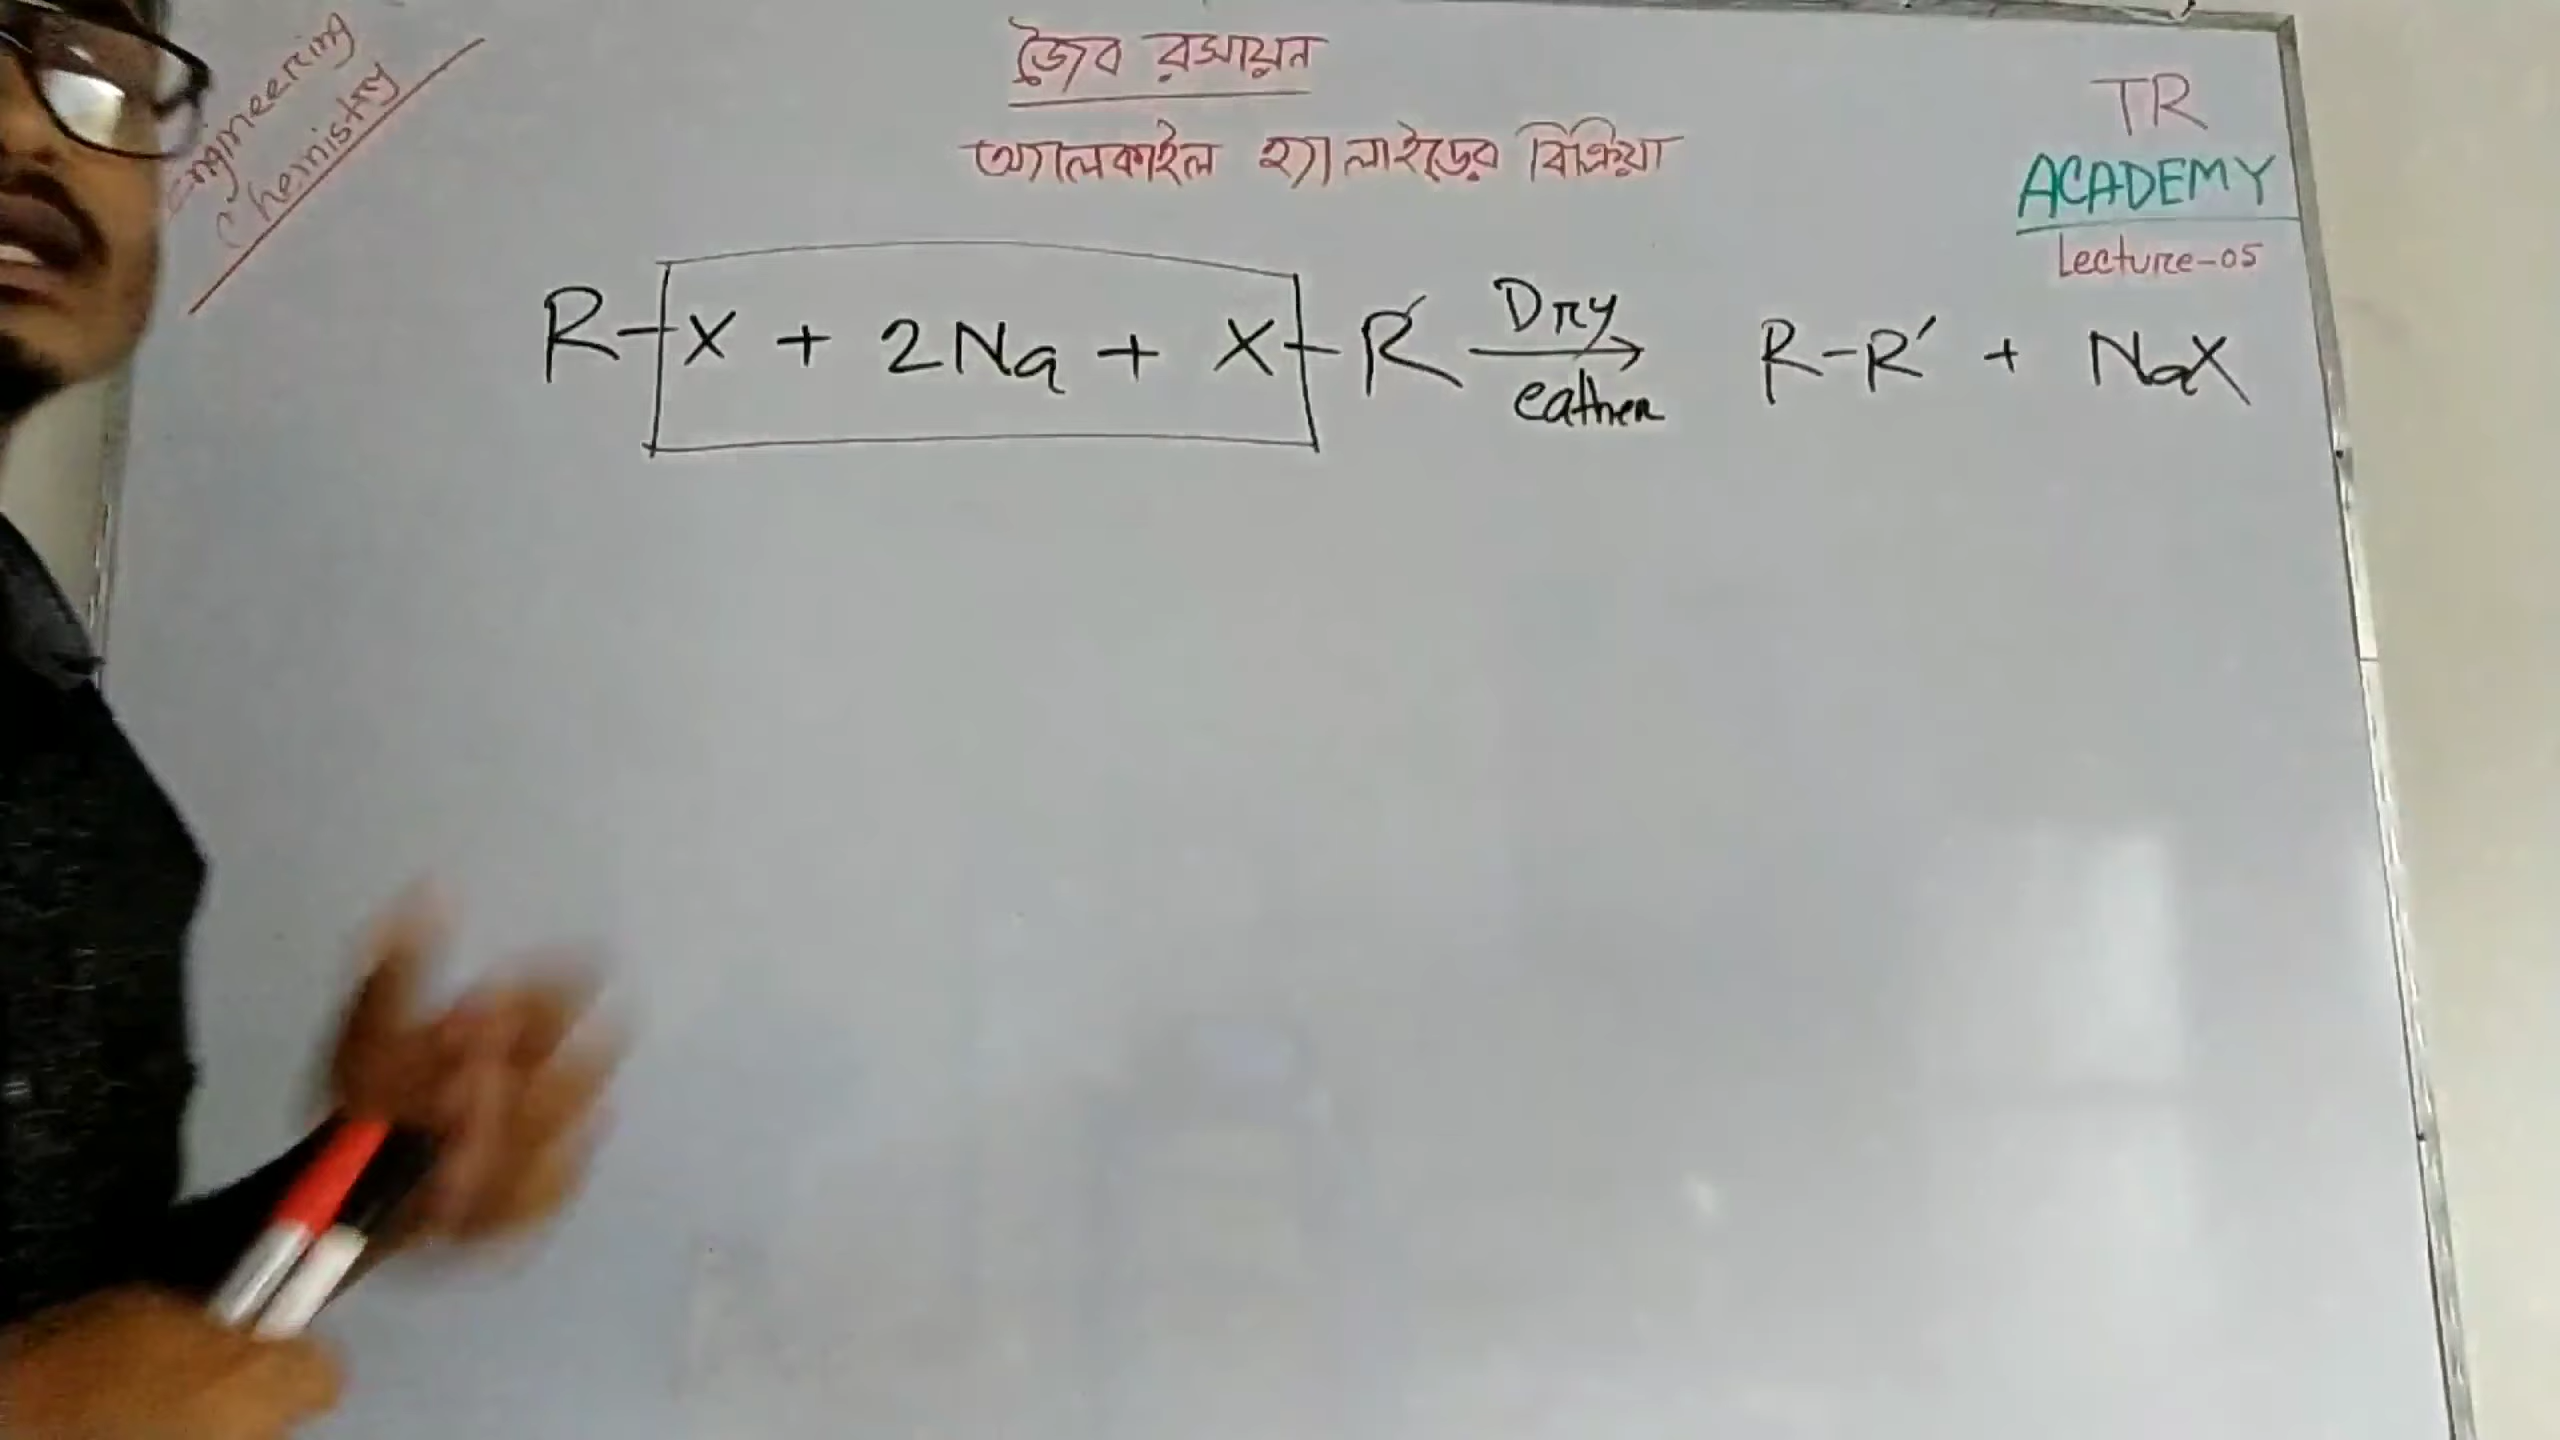 Engineering
Chemistry
জৈব রসায়ন
অ্যালকাইল হ্যালাইডের বিক্রিয়া
TR
ACADEMY
Lecture-05
R-X + 2Na + X-R′ Dry eather → R-R′ + NaX